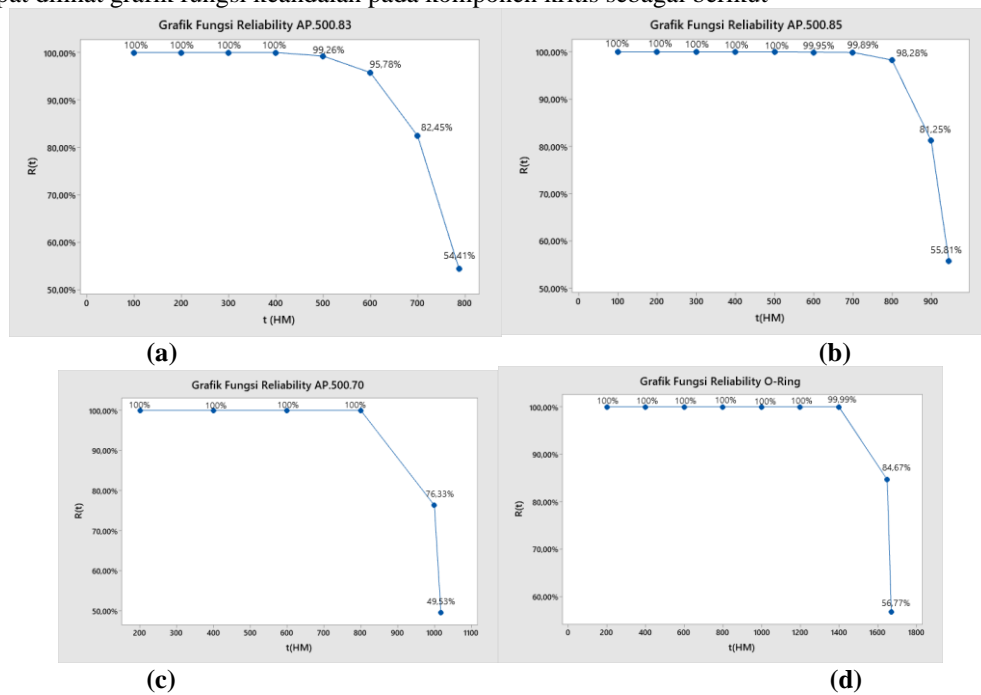 grafik fungsi keandalan pada komponen kritis sebagai berikut
Grafik Fungsi Reliability AP.500.83
100% 100% 100% 100% 99,26% 95,78% 82,45% 54,41%
100,00%
90,00%
80,00%
70,00%
60,00%
50,00%
R(t)
0 100 200 300 400 500 600 700 800
t (HM)
(a)
Grafik Fungsi Reliability AP.500.85
100% 100% 100% 100% 100% 99,95% 99,89% 98,28% 81,25% 55,81%
100,00%
90,00%
80,00%
70,00%
60,00%
50,00%
R(t)
0 100 200 300 400 500 600 700 800 900
t(HM)
(b)
Grafik Fungsi Reliability AP.500.70
100% 100% 100% 100% 76,33% 49,53%
100,00%
90,00%
80,00%
70,00%
60,00%
50,00%
R(t)
200 300 400 500 600 700 800 900 1000 1100
t(HM)
(c)
Grafik Fungsi Reliability O-Ring
100% 100% 100% 100% 100% 100% 99,99% 84,67% 56,77%
100,00%
90,00%
80,00%
70,00%
60,00%
R(t)
0 200 400 600 800 1000 1200 1400 1600 1800
t(HM)
(d)